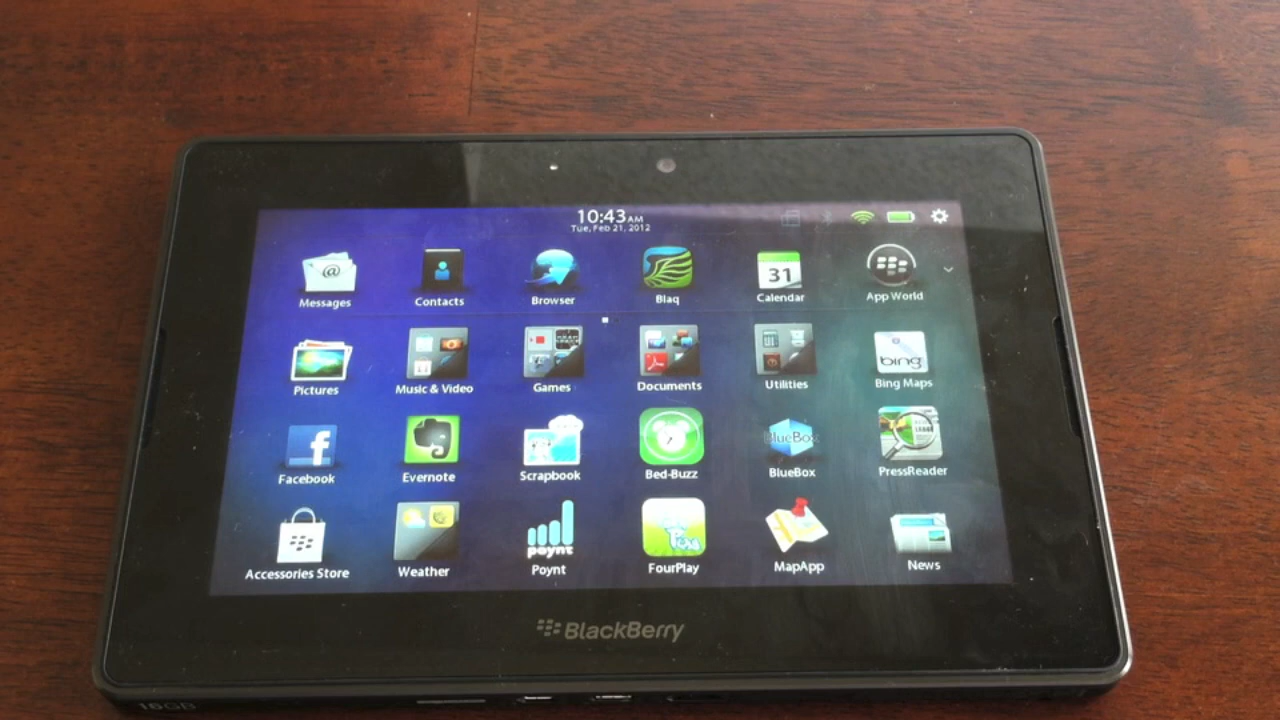 10:43AM
Tue, Feb 21, 2012
@
31
Messages
Contacts
Browser
Blaq
Calendar
App World
bing
Pictures
Music & Video
Games
Documents
Utilities
Bing Maps
f
BlueBox
Facebook
Evernote
Scrapbook
Bed-Buzz
BlueBox
PressReader
poynt
Accessories Store
Weather
Poynt
FourPlay
MapApp
News
BlackBerry
16GB